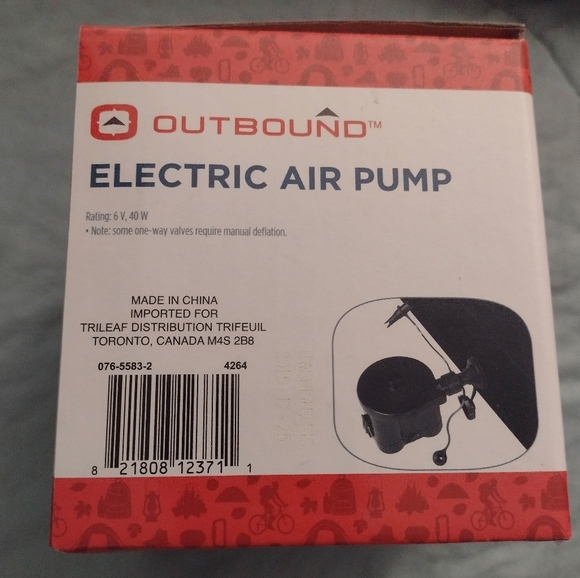 OUTBOUND™
ELECTRIC AIR PUMP
Rating: 6 V, 40 W
• Note: some one-way valves require manual deflation.
MADE IN CHINA
IMPORTED FOR
TRILEAF DISTRIBUTION TRIFEUIL
TORONTO, CANADA M4S 2B8
076-5583-2 4264
8 21808 12371 1